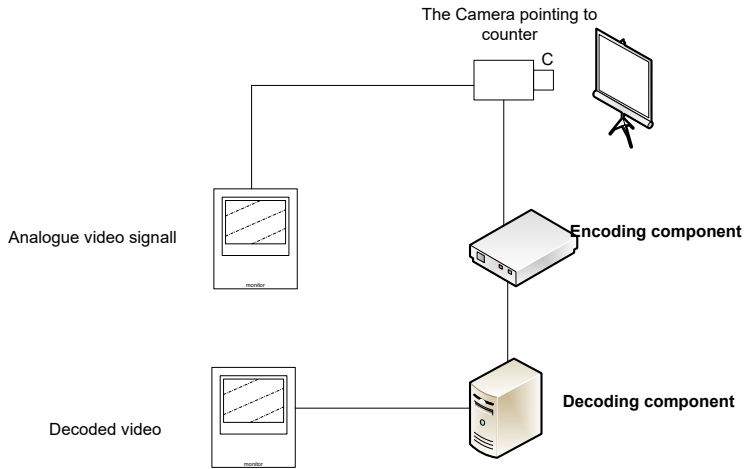 The Camera pointing to
counter
C
Analogue video signall
monitor
Encoding component
Decoding component
Decoded video
monitor